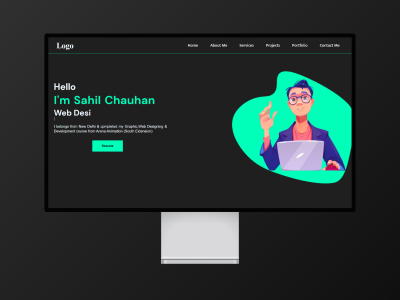 Logo
Home About Me Services Projects Portfolio Contact Me
Hello
I'm Sahil Chauhan
Web Desi
I belongs from New Delhi & completed my Graphic, Web Designing &
Development course from Arena Animation (South Extension)